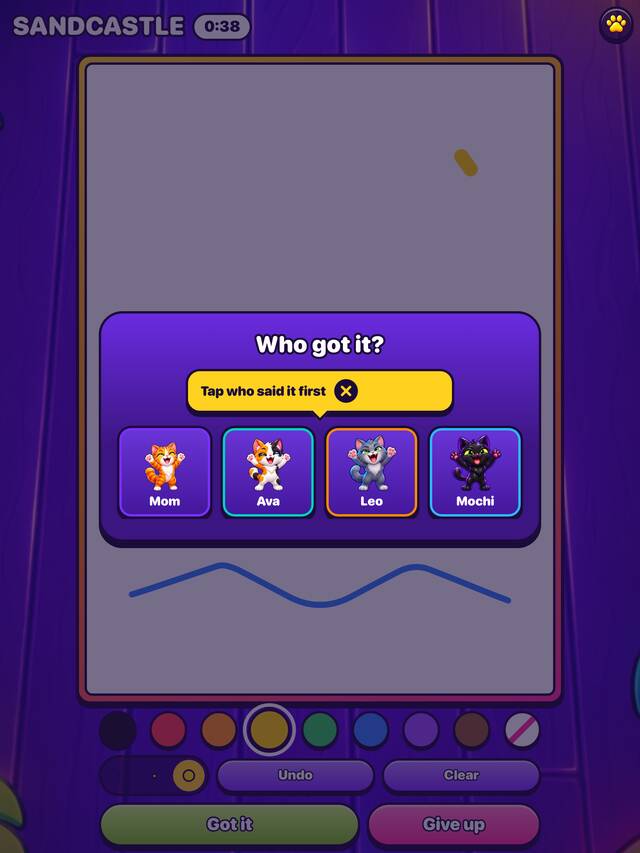 SANDCASTLE 0:38
Who got it?
Tap who said it first
Mom Ava Leo Mochi
Undo Clear
Got it Give up